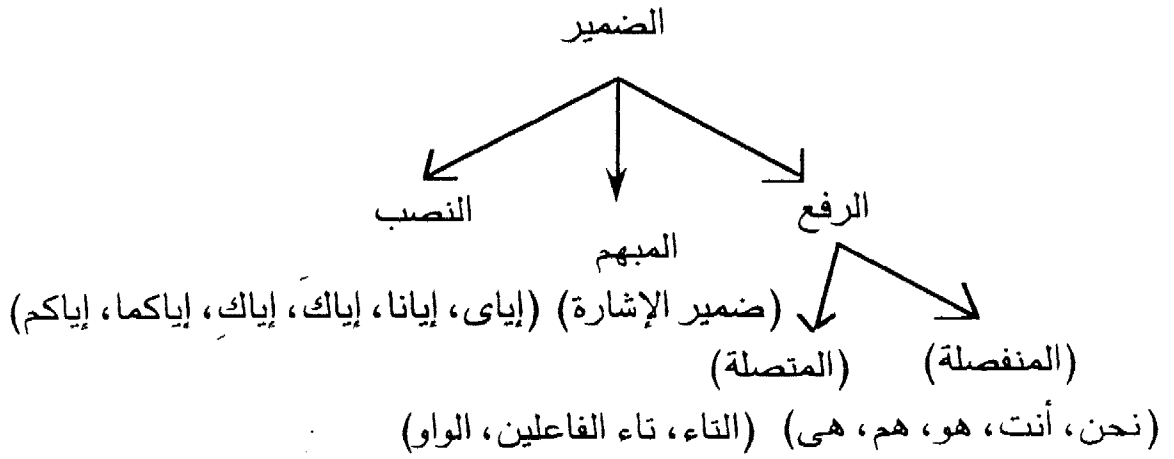 الضمير
الرفع
النصب
المبهم
(ضمير الإشارة) (إياى، إيانا، إياكَ، إياكِ، إياكما، إياكم)
(المنفصلة) (المتصلة)
(نحن، أنت، هو، هم، هى) (التاء، تاء الفاعلين، الواو)